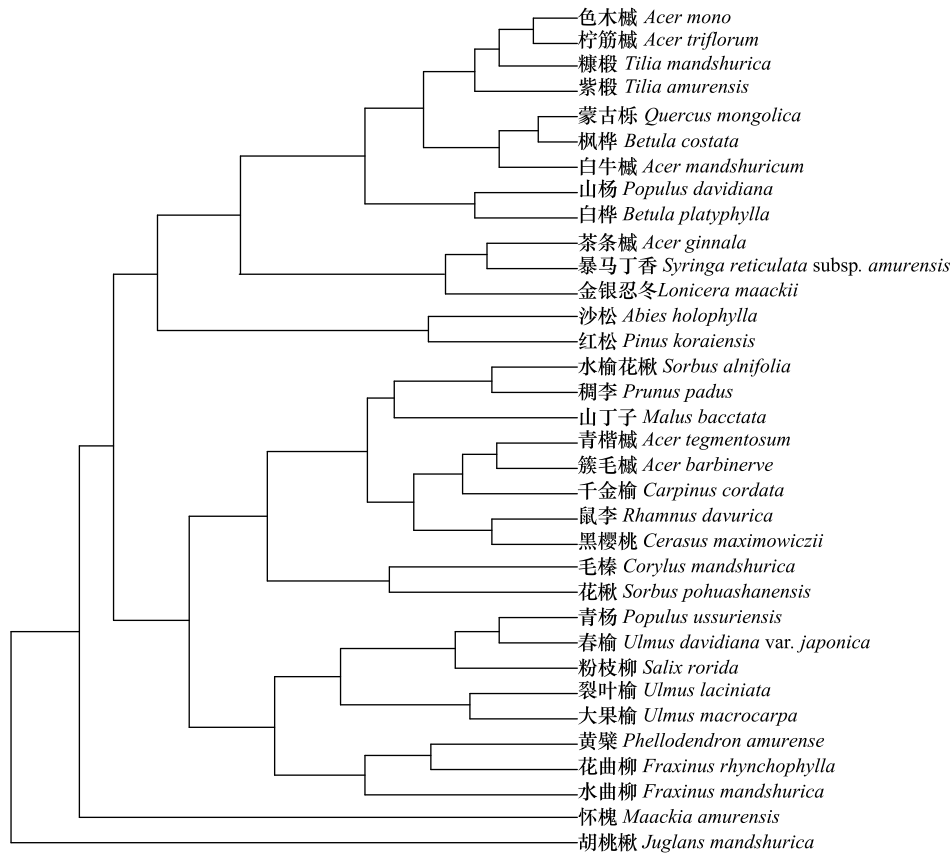 色木槭 Acer mono
柠筋槭 Acer triflorum
糠椴 Tilia mandshurica
紫椴 Tilia amurensis
蒙古栎 Quercus mongolica
枫桦 Betula costata
白牛槭 Acer mandshuricum
山杨 Populus davidiana
白桦 Betula platyphylla
茶条槭 Acer ginnala
暴马丁香 Syringa reticulata subsp. amurensis
金银忍冬Lonicera maackii
沙松 Abies holophylla
红松 Pinus koraiensis
水榆花楸 Sorbus alnifolia
稠李 Prunus padus
山丁子 Malus bacctata
青楷槭 Acer tegmentosum
簇毛槭 Acer barbinerve
千金榆 Carpinus cordata
鼠李 Rhamnus davurica
黑樱桃 Cerasus maximowiczii
毛榛 Corylus mandshurica
花楸 Sorbus pohuashanensis
青杨 Populus ussuriensis
春榆 Ulmus davidiana var. japonica
粉枝柳 Salix rorida
裂叶榆 Ulmus laciniata
大果榆 Ulmus macrocarpa
黄檗 Phellodendron amurense
花曲柳 Fraxinus rhynchophylla
水曲柳 Fraxinus mandshurica
怀槐 Maackia amurensis
胡桃楸 Juglans mandshurica